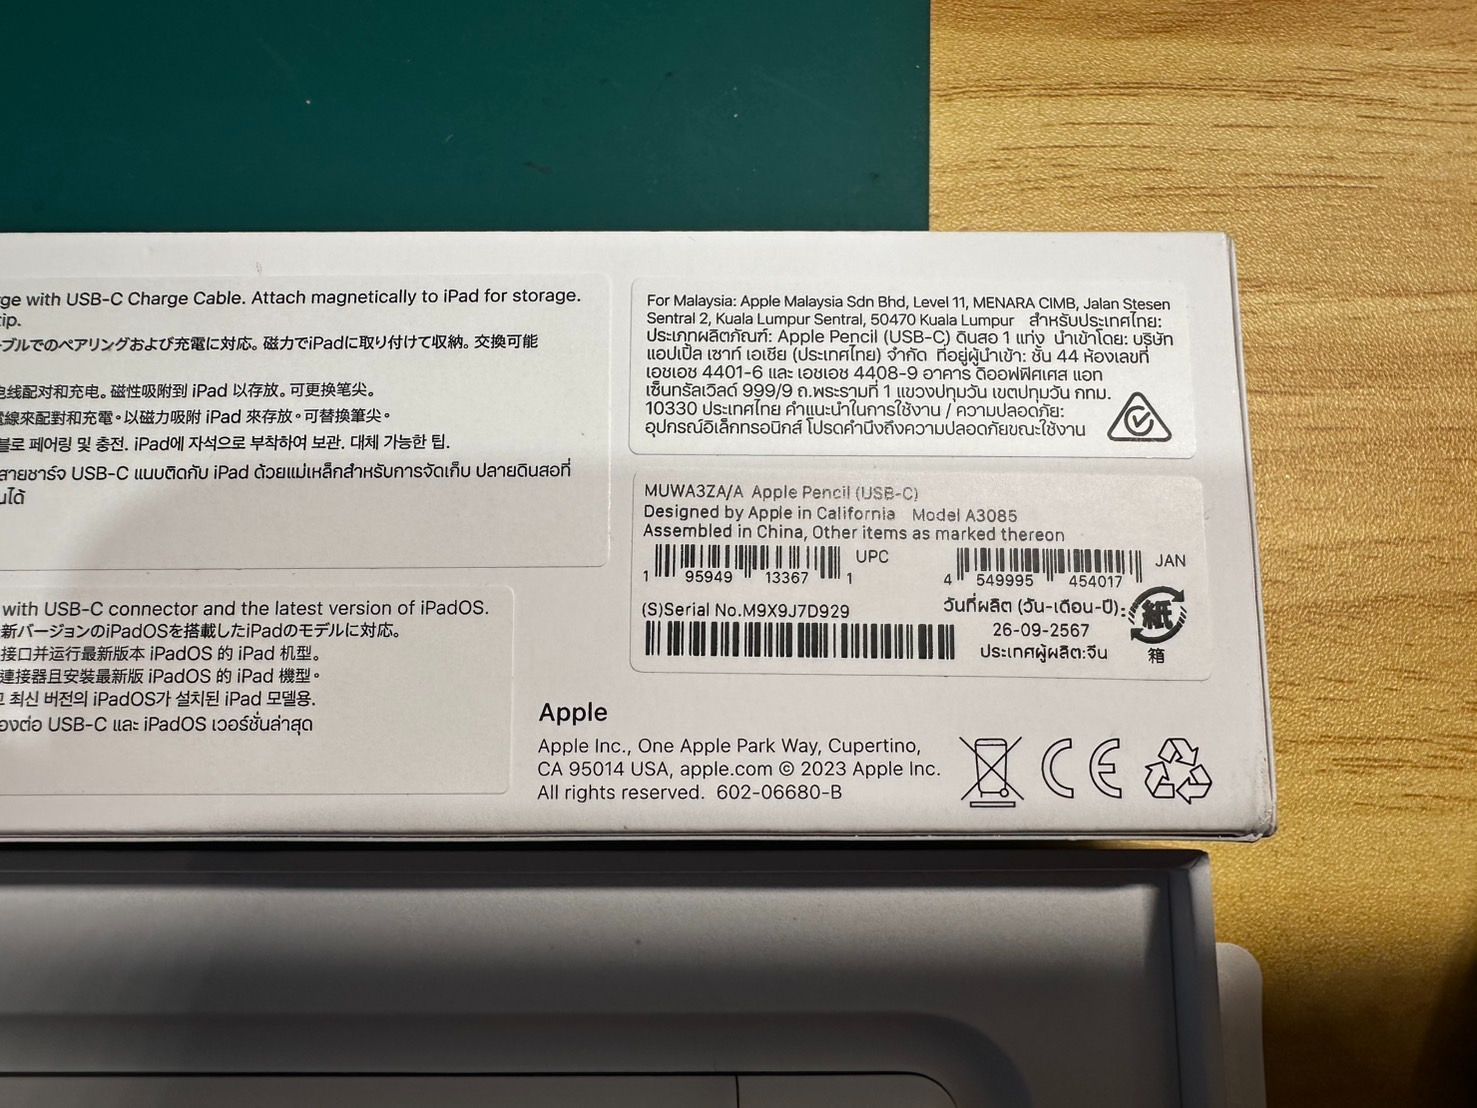 ge with USB-C Charge Cable. Attach magnetically to iPad for storage.
tip.
ブルでのペアリングおよび充電に対応。磁力でiPadに取り付けて収納。交換可能
电线配对和充电。磁性吸附到 iPad 以存放。可更换笔尖。
電線來配對和充電。以磁力吸附 iPad 來存放。可替換筆尖。
블로 페어링 및 충전. iPad에 자석으로 부착하여 보관. 대체 가능한 팁.
สายชาร์จ USB-C แนบติดกับ iPad ด้วยแม่เหล็กสำหรับการจัดเก็บ ปลายดินสอที่
นได้
with USB-C connector and the latest version of iPadOS.
新バージョンのiPadOSを搭載したiPadのモデルに対応。
接口并运行最新版本 iPadOS 的 iPad 机型。
連接器且安裝最新版 iPadOS 的 iPad 機型。
최신 버전의 iPadOS가 설치된 iPad 모델용.
องต่อ USB-C และ iPadOS เวอร์ชั่นล่าสุด
For Malaysia: Apple Malaysia Sdn Bhd, Level 11, MENARA CIMB, Jalan Stesen
Sentral 2, Kuala Lumpur Sentral, 50470 Kuala Lumpur สำหรับประเทศไทย:
ประเภทผลิตภัณฑ์: Apple Pencil (USB-C) ดินสอ 1 แท่ง นำเข้าโดย: บริษัท
แอปเปิ้ล เซาท์ เอเชีย (ประเทศไทย) จำกัด ที่อยู่ผู้นำเข้า: ชั้น 44 ห้องเลขที่
เอชเอช 4401-6 และ เอชเอช 4408-9 อาคาร ดิออฟฟิศเศส แอท
เซ็นทรัลเวิลด์ 999/9 ถ.พระรามที่ 1 แขวงปทุมวัน เขตปทุมวัน กทม.
10330 ประเทศไทย คำแนะนำในการใช้งาน / ความปลอดภัย:
อุปกรณ์อิเล็กทรอนิกส์ โปรดคำนึงถึงความปลอดภัยขณะใช้งาน
MUWA3ZA/A Apple Pencil (USB-C)
Designed by Apple in California Model A3085
Assembled in China, Other items as marked thereon
UPC
1 95949 13367 1
JAN
4 549995 454017
(S)Serial No.M9X9J7D929
วันที่ผลิต (วัน-เดือน-ปี):
26-09-2567
ประเทศผู้ผลิต:จีน
紙
箱
Apple
Apple Inc., One Apple Park Way, Cupertino,
CA 95014 USA, apple.com © 2023 Apple Inc.
All rights reserved. 602-06680-B
CE